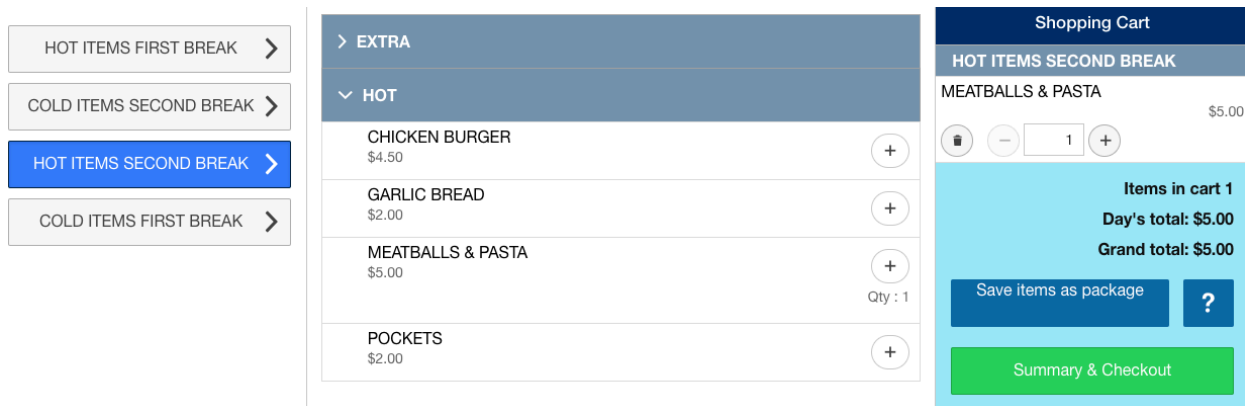 HOT ITEMS FIRST BREAK
COLD ITEMS SECOND BREAK
HOT ITEMS SECOND BREAK
COLD ITEMS FIRST BREAK
EXTRA
HOT
CHICKEN BURGER
$4.50
+
GARLIC BREAD
$2.00
+
MEATBALLS & PASTA
$5.00
+
Qty : 1
POCKETS
$2.00
+
Shopping Cart
HOT ITEMS SECOND BREAK
MEATBALLS & PASTA
$5.00
− 1 +
Items in cart 1
Day's total: $5.00
Grand total: $5.00
Save items as package ?
Summary & Checkout